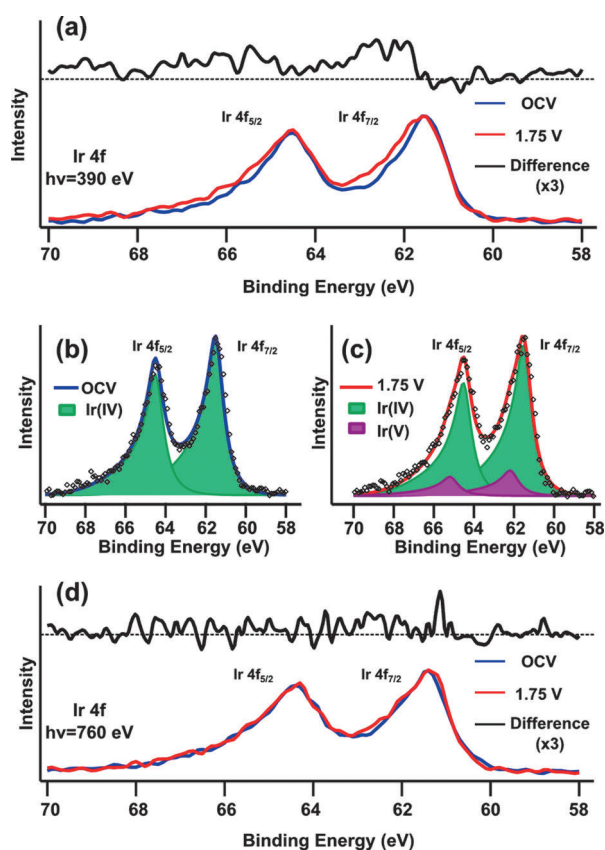 (a)
Intensity
Ir 4f
hν=390 eV
Ir 4f5/2
Ir 4f7/2
OCV
1.75 V
Difference
(x3)
70 68 66 64 62 60 58
Binding Energy (eV)
(b)
Intensity
Ir 4f5/2
Ir 4f7/2
OCV
Ir(IV)
70 68 66 64 62 60 58
Binding Energy (eV)
(c)
Intensity
Ir 4f5/2
Ir 4f7/2
1.75 V
Ir(IV)
Ir(V)
70 68 66 64 62 60 58
Binding Energy (eV)
(d)
Intensity
Ir 4f
hν=760 eV
Ir 4f5/2
Ir 4f7/2
OCV
1.75 V
Difference
(x3)
70 68 66 64 62 60 58
Binding Energy (eV)